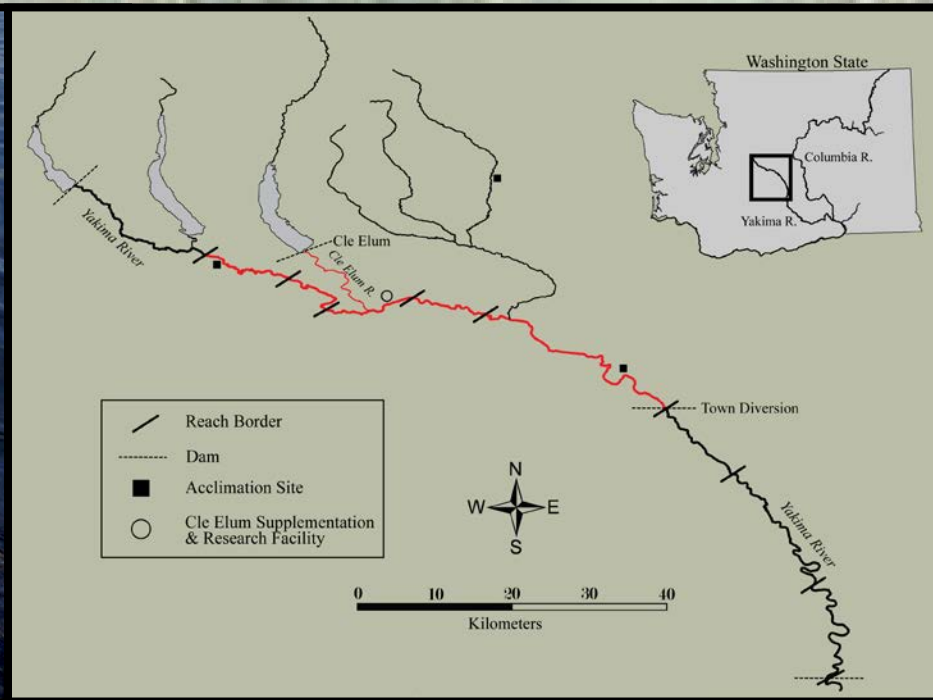 Washington State
Columbia R.
Yakima R.
Yakima River
Cle Elum
Cle Elum R.
Town Diversion
Reach Border
Dam
Acclimation Site
Cle Elum Supplementation
& Research Facility
N
W E
S
Yakima River
0 10 20 30 40
Kilometers